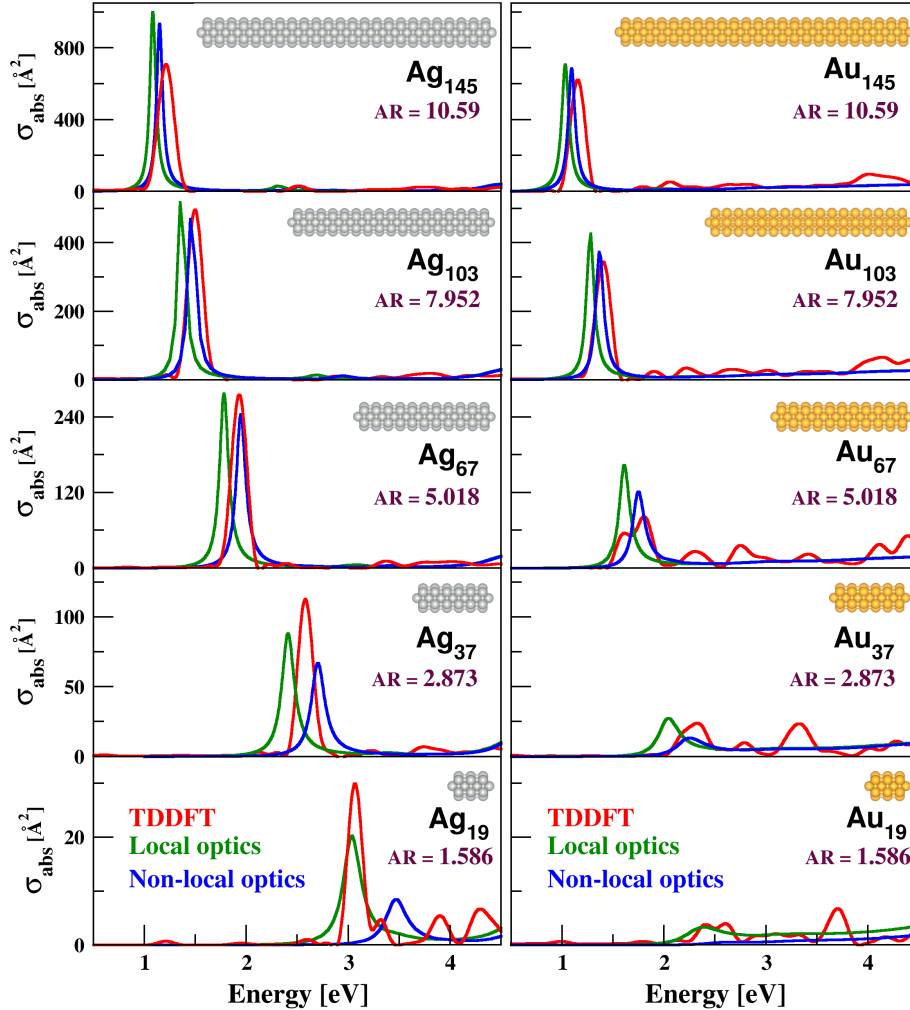 σabs [Å²]
800
400
0
Ag145
AR = 10.59
Au145
AR = 10.59
σabs [Å²]
400
200
0
Ag103
AR = 7.952
Au103
AR = 7.952
σabs [Å²]
240
120
0
Ag67
AR = 5.018
Au67
AR = 5.018
σabs [Å²]
100
50
0
Ag37
AR = 2.873
Au37
AR = 2.873
σabs [Å²]
20
0
TDDFT
Local optics
Non-local optics
Ag19
AR = 1.586
TDDFT
Local optics
Non-local optics
Au19
AR = 1.586
1 2 3 4
1 2 3 4
Energy [eV]
Energy [eV]